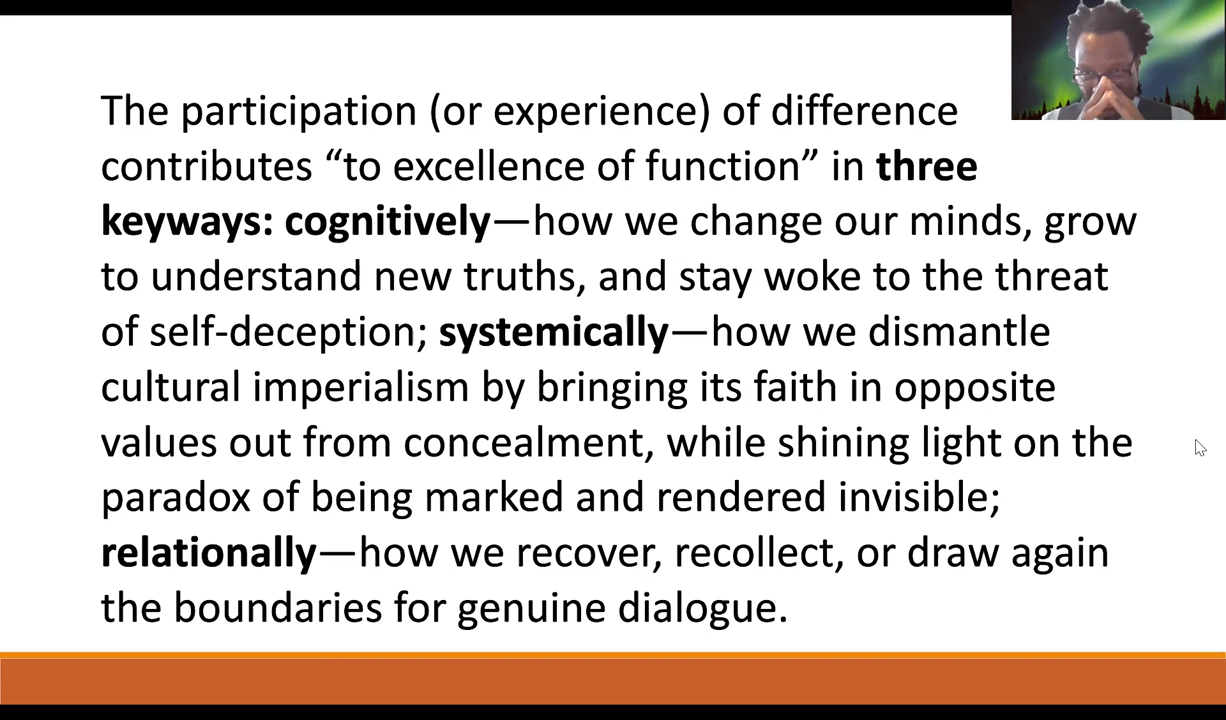 The participation (or experience) of difference
contributes “to excellence of function” in three
keyways: cognitively—how we change our minds, grow
to understand new truths, and stay woke to the threat
of self-deception; systemically—how we dismantle
cultural imperialism by bringing its faith in opposite
values out from concealment, while shining light on the
paradox of being marked and rendered invisible;
relationally—how we recover, recollect, or draw again
the boundaries for genuine dialogue.